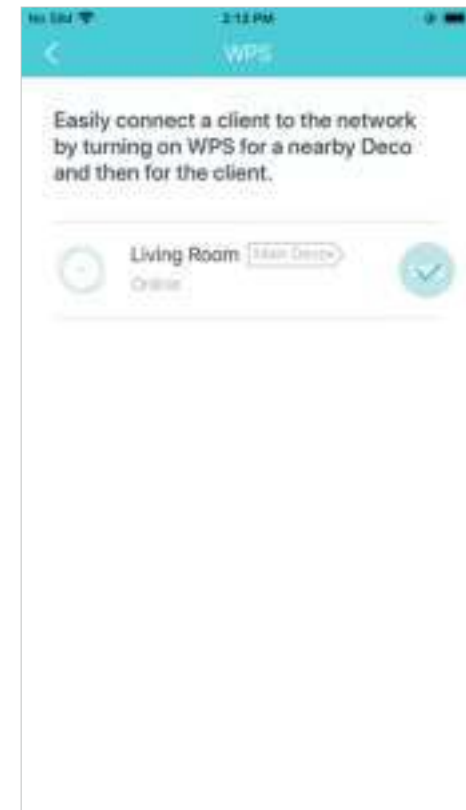 No SIM 2:13 PM
WPS
Easily connect a client to the network
by turning on WPS for a nearby Deco
and then for the client.
Living Room Main Deco
Online